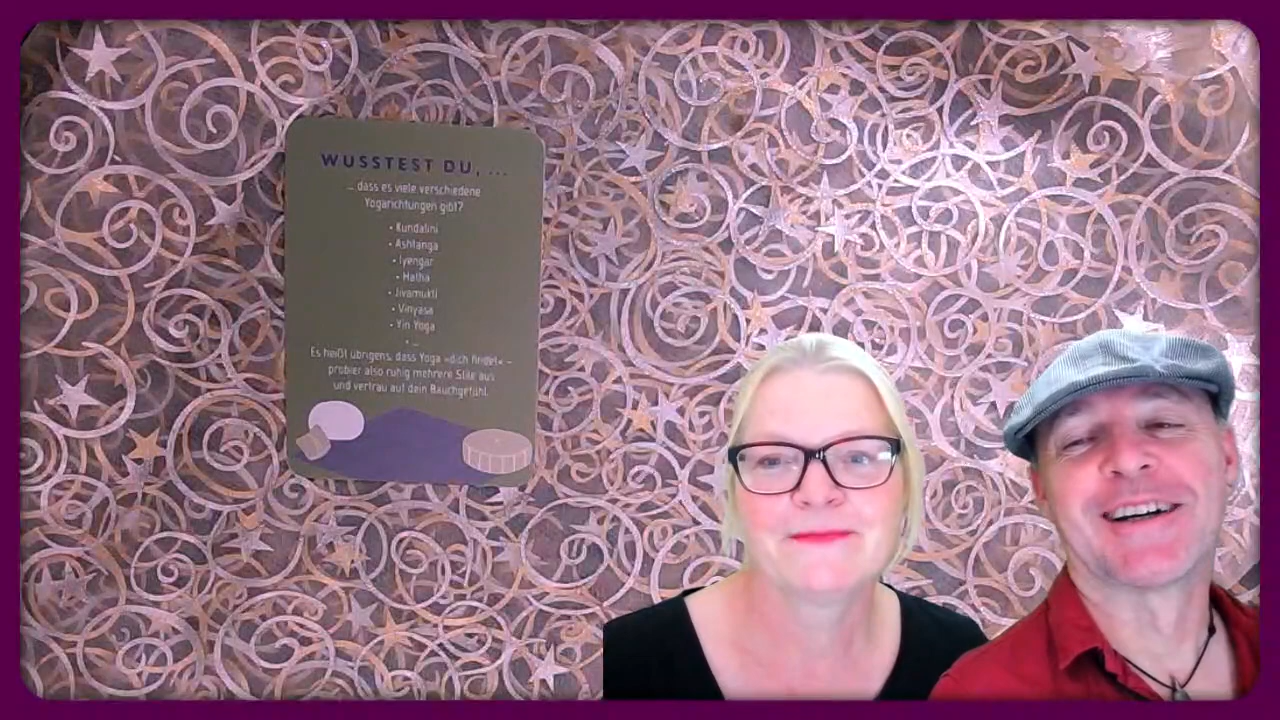 WUSSTEST DU, ...
... dass es viele verschiedene
Yogarichtungen gibt?
• Kundalini
• Ashtanga
• Iyengar
• Hatha
• Jivamukti
• Vinyasa
• Yin Yoga
• ...
Es heißt übrigens, dass Yoga »dich findet« –
probier also ruhig mehrere Stile aus
und vertrau auf dein Bauchgefühl.